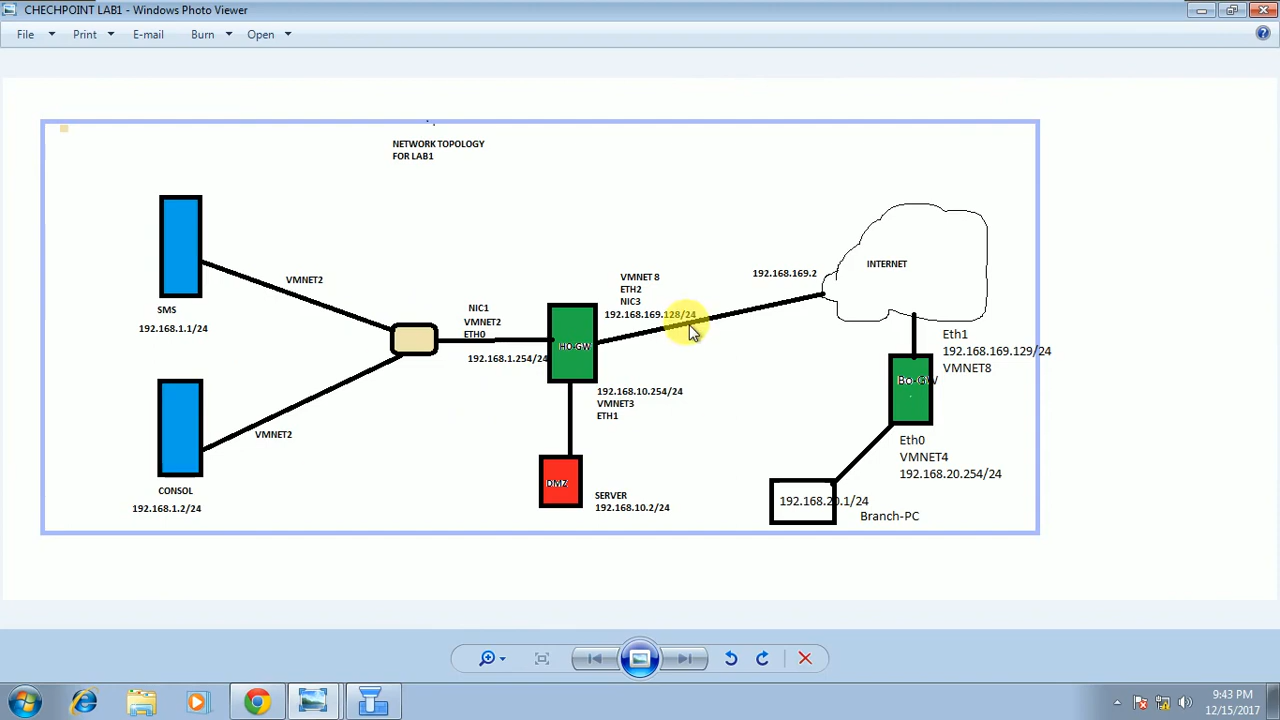 CHECHPOINT LAB1 - Windows Photo Viewer
File Print E-mail Burn Open
NETWORK TOPOLOGY
FOR LAB1
VMNET2
SMS
192.168.1.1/24
NIC1
VMNET2
ETH0
192.168.1.254/24
HO-GW
VMNET 8
ETH2
NIC3
192.168.169.128/24
192.168.169.2
INTERNET
Eth1
192.168.169.129/24
VMNET8
Bo-GW
192.168.10.254/24
VMNET3
ETH1
VMNET2
CONSOL
192.168.1.2/24
DMZ
SERVER
192.168.10.2/24
Eth0
VMNET4
192.168.20.254/24
192.168.20.1/24
Branch-PC
9:43 PM
12/15/2017